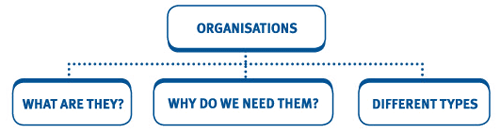 ORGANISATIONS
WHAT ARE THEY?
WHY DO WE NEED THEM?
DIFFERENT TYPES